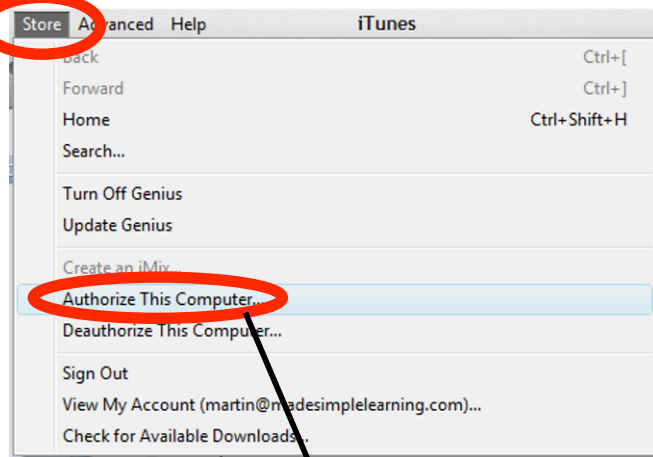 Store Advanced Help iTunes
Back Ctrl+[
Forward Ctrl+]
Home Ctrl+Shift+H
Search...
Turn Off Genius
Update Genius
Create an iMix...
Authorize This Computer...
Deauthorize This Computer...
Sign Out
View My Account (martin@madesimplelearning.com)...
Check for Available Downloads...